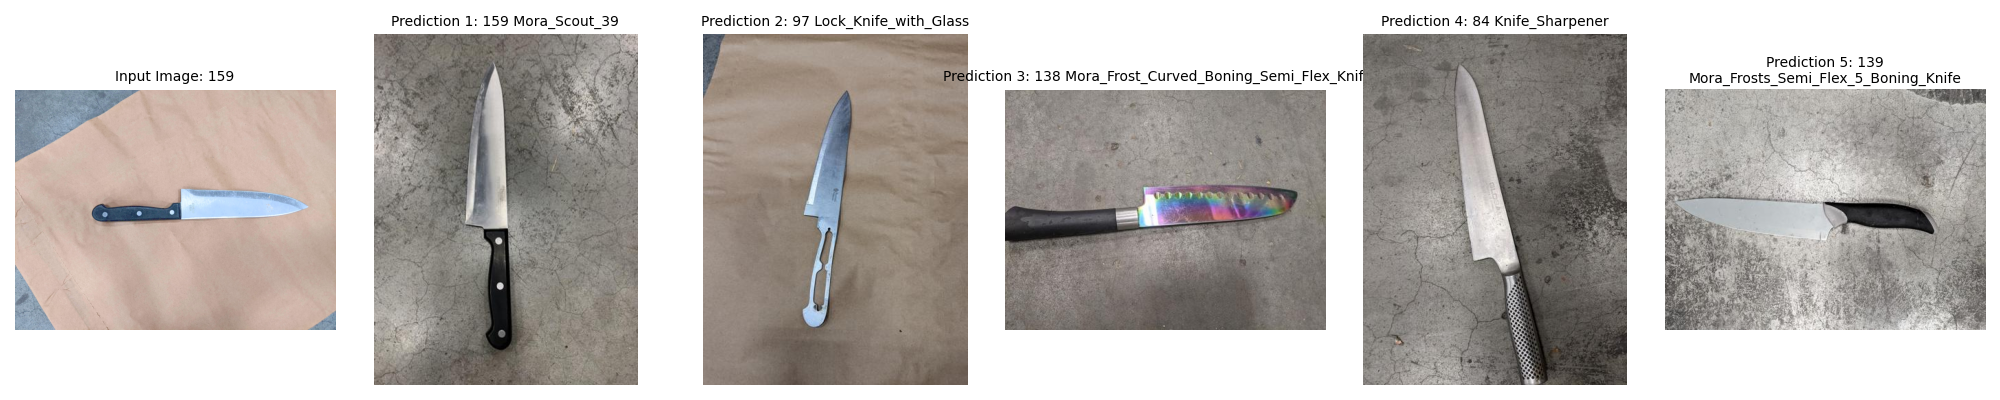 Input Image: 159
Prediction 1: 159 Mora_Scout_39
Prediction 2: 97 Lock_Knife_with_Glass
Prediction 3: 138 Mora_Frost_Curved_Boning_Semi_Flex_Knif
Prediction 4: 84 Knife_Sharpener
Prediction 5: 139
Mora_Frosts_Semi_Flex_5_Boning_Knife